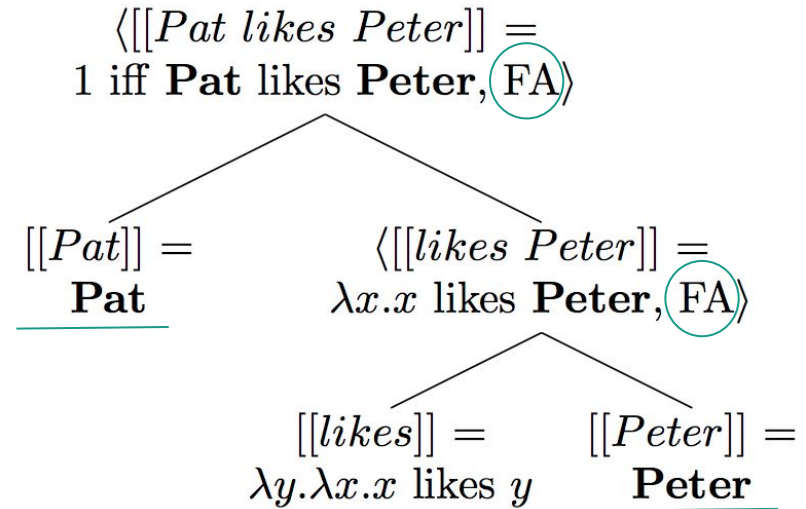 ⟨[[Pat likes Peter]] =
1 iff Pat likes Peter, FA⟩
[[Pat]] =
Pat
⟨[[likes Peter]] =
λx.x likes Peter, FA⟩
[[likes]] =
λy.λx.x likes y
[[Peter]] =
Peter